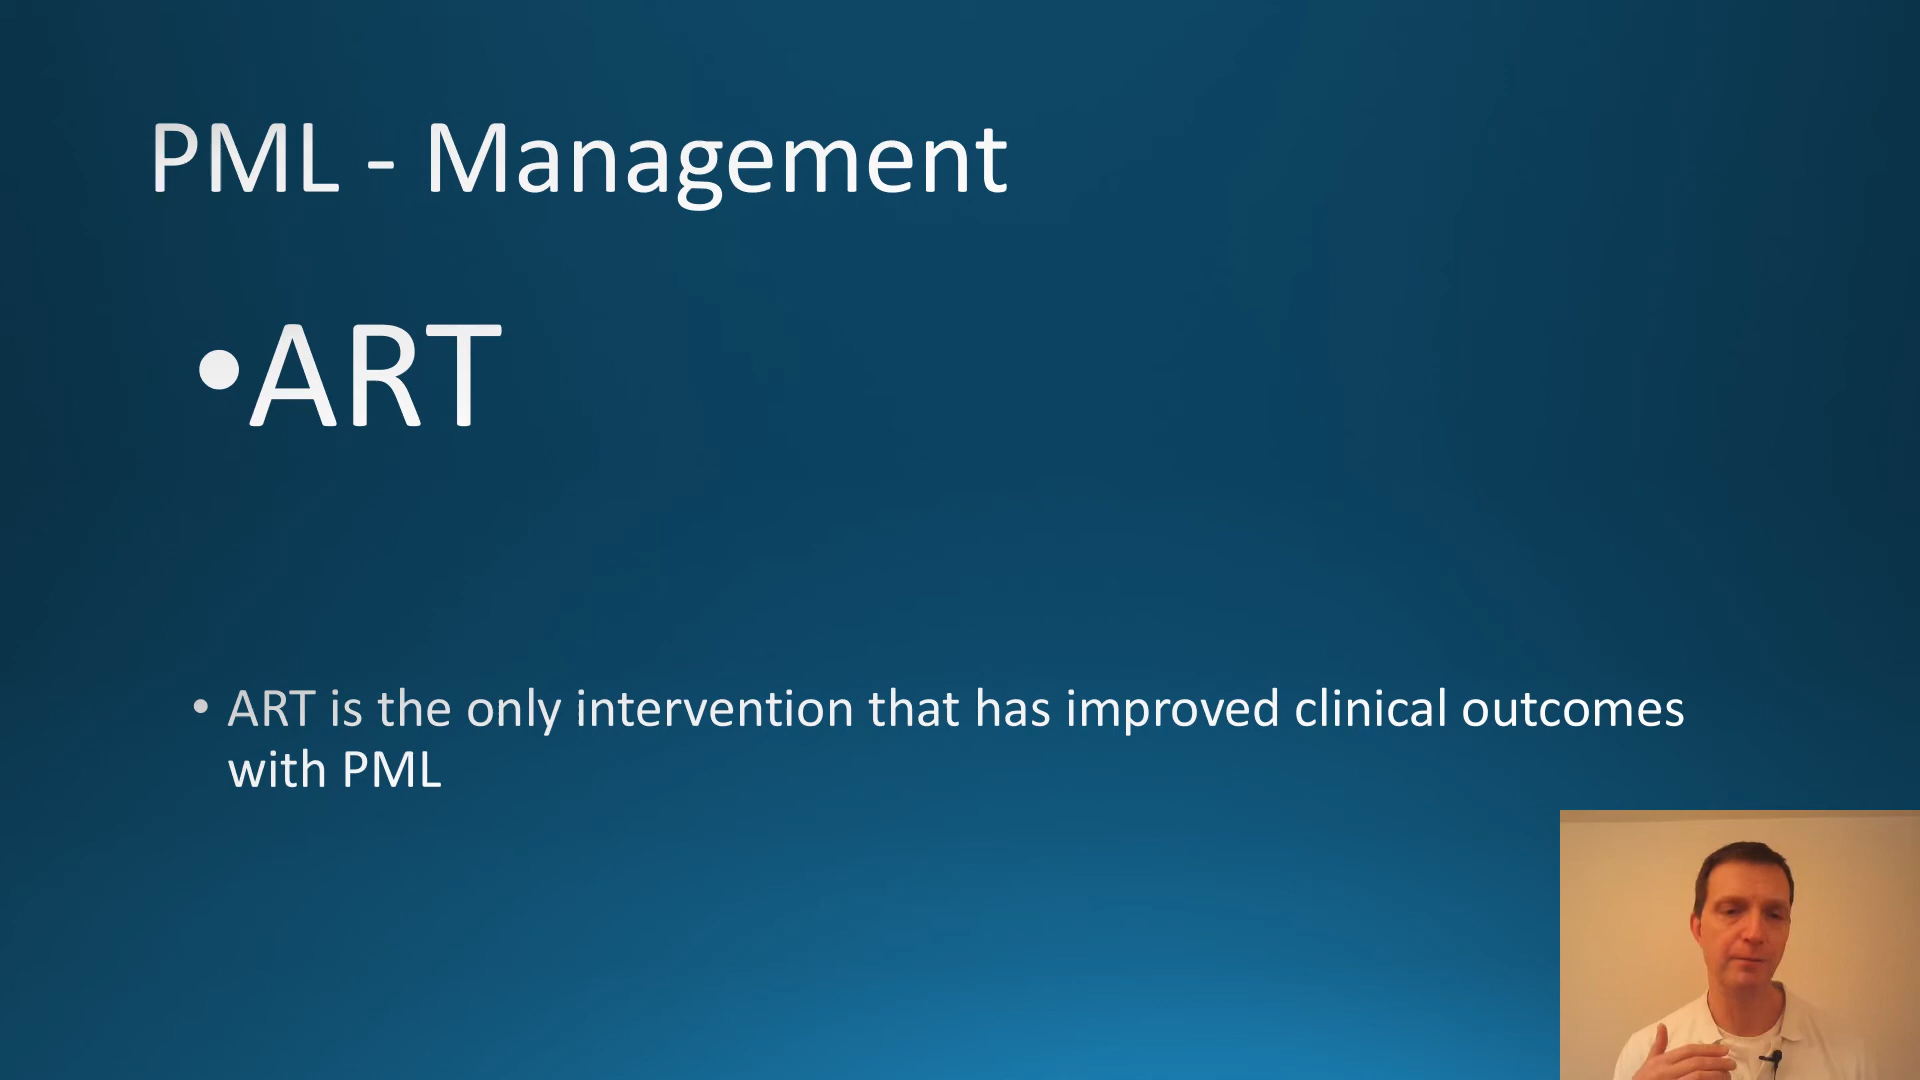 PML - Management
•ART
• ART is the only intervention that has improved clinical outcomes
with PML